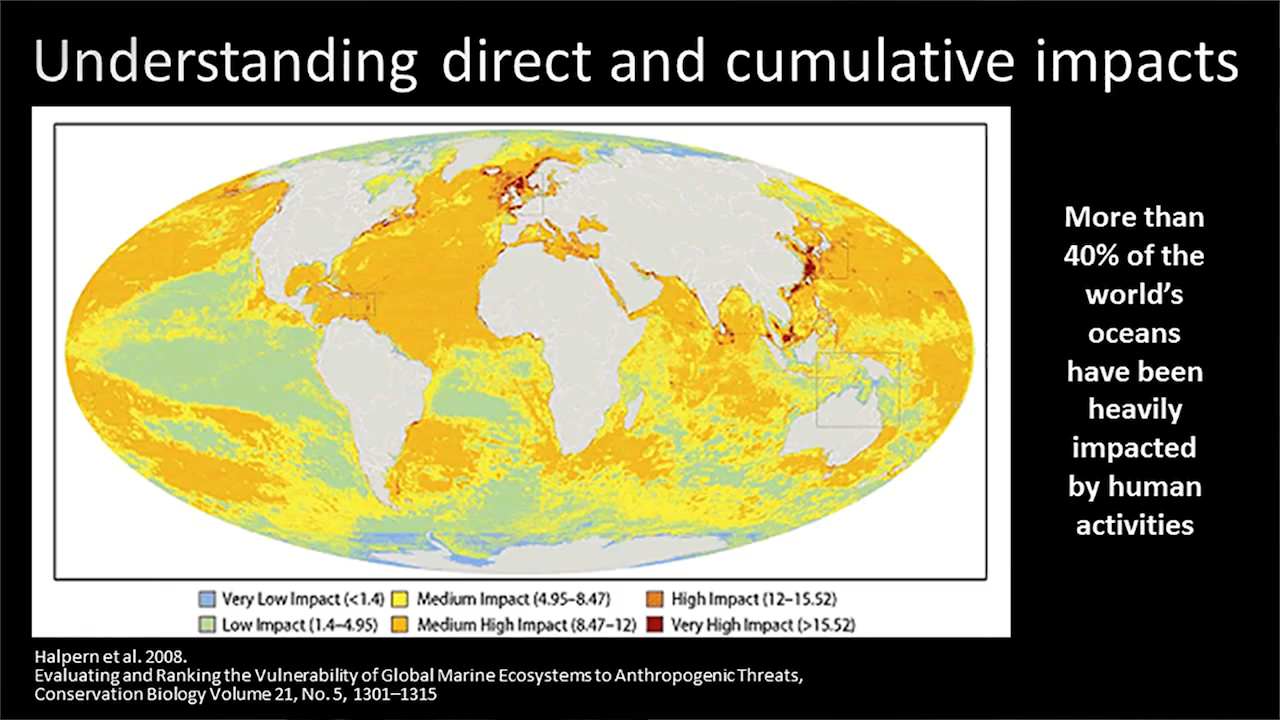 Understanding direct and cumulative impacts
More than
40% of the
world's
oceans
have been
heavily
impacted
by human
activities
Very Low Impact (<1.4)
Medium Impact (4.95–8.47)
High Impact (12–15.52)
Low Impact (1.4–4.95)
Medium High Impact (8.47–12)
Very High Impact (>15.52)
Halpern et al. 2008.
Evaluating and Ranking the Vulnerability of Global Marine Ecosystems to Anthropogenic Threats,
Conservation Biology Volume 21, No. 5, 1301–1315